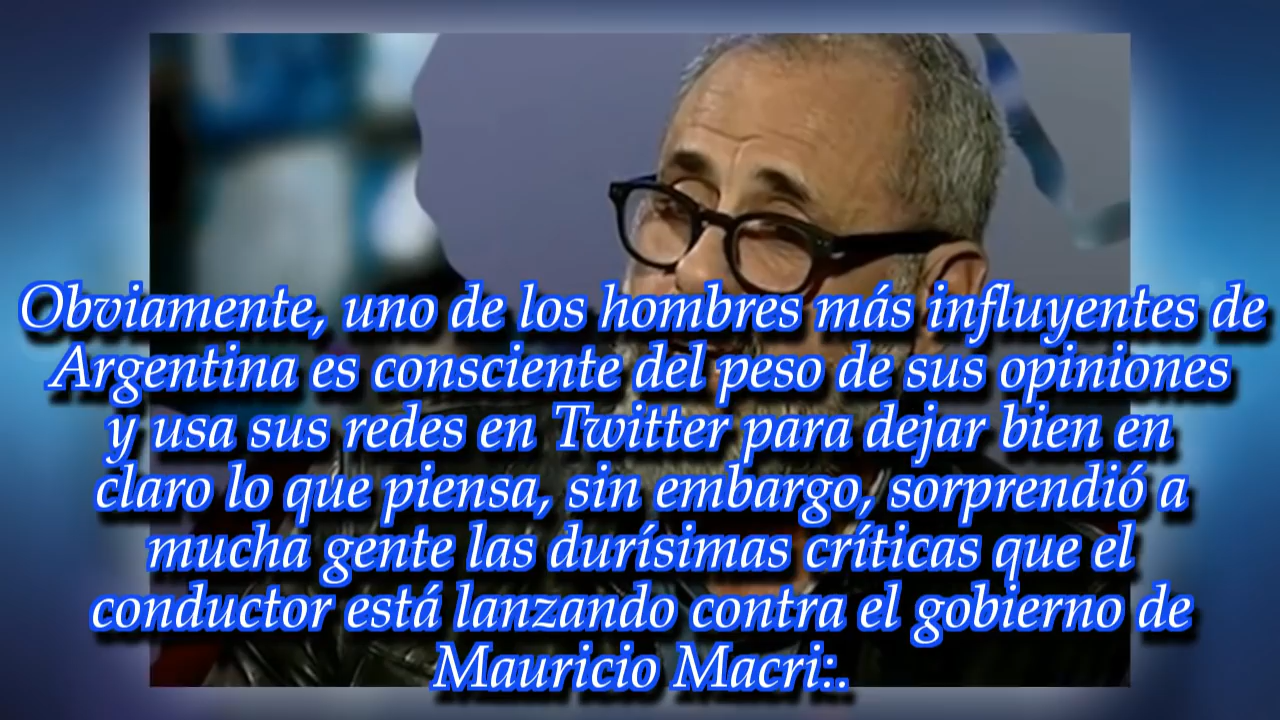 Obviamente, uno de los hombres más influyentes de
Argentina es consciente del peso de sus opiniones
y usa sus redes en Twitter para dejar bien en
claro lo que piensa, sin embargo, sorprendió a
mucha gente las durísimas críticas que el
conductor está lanzando contra el gobierno de
Mauricio Macri:.